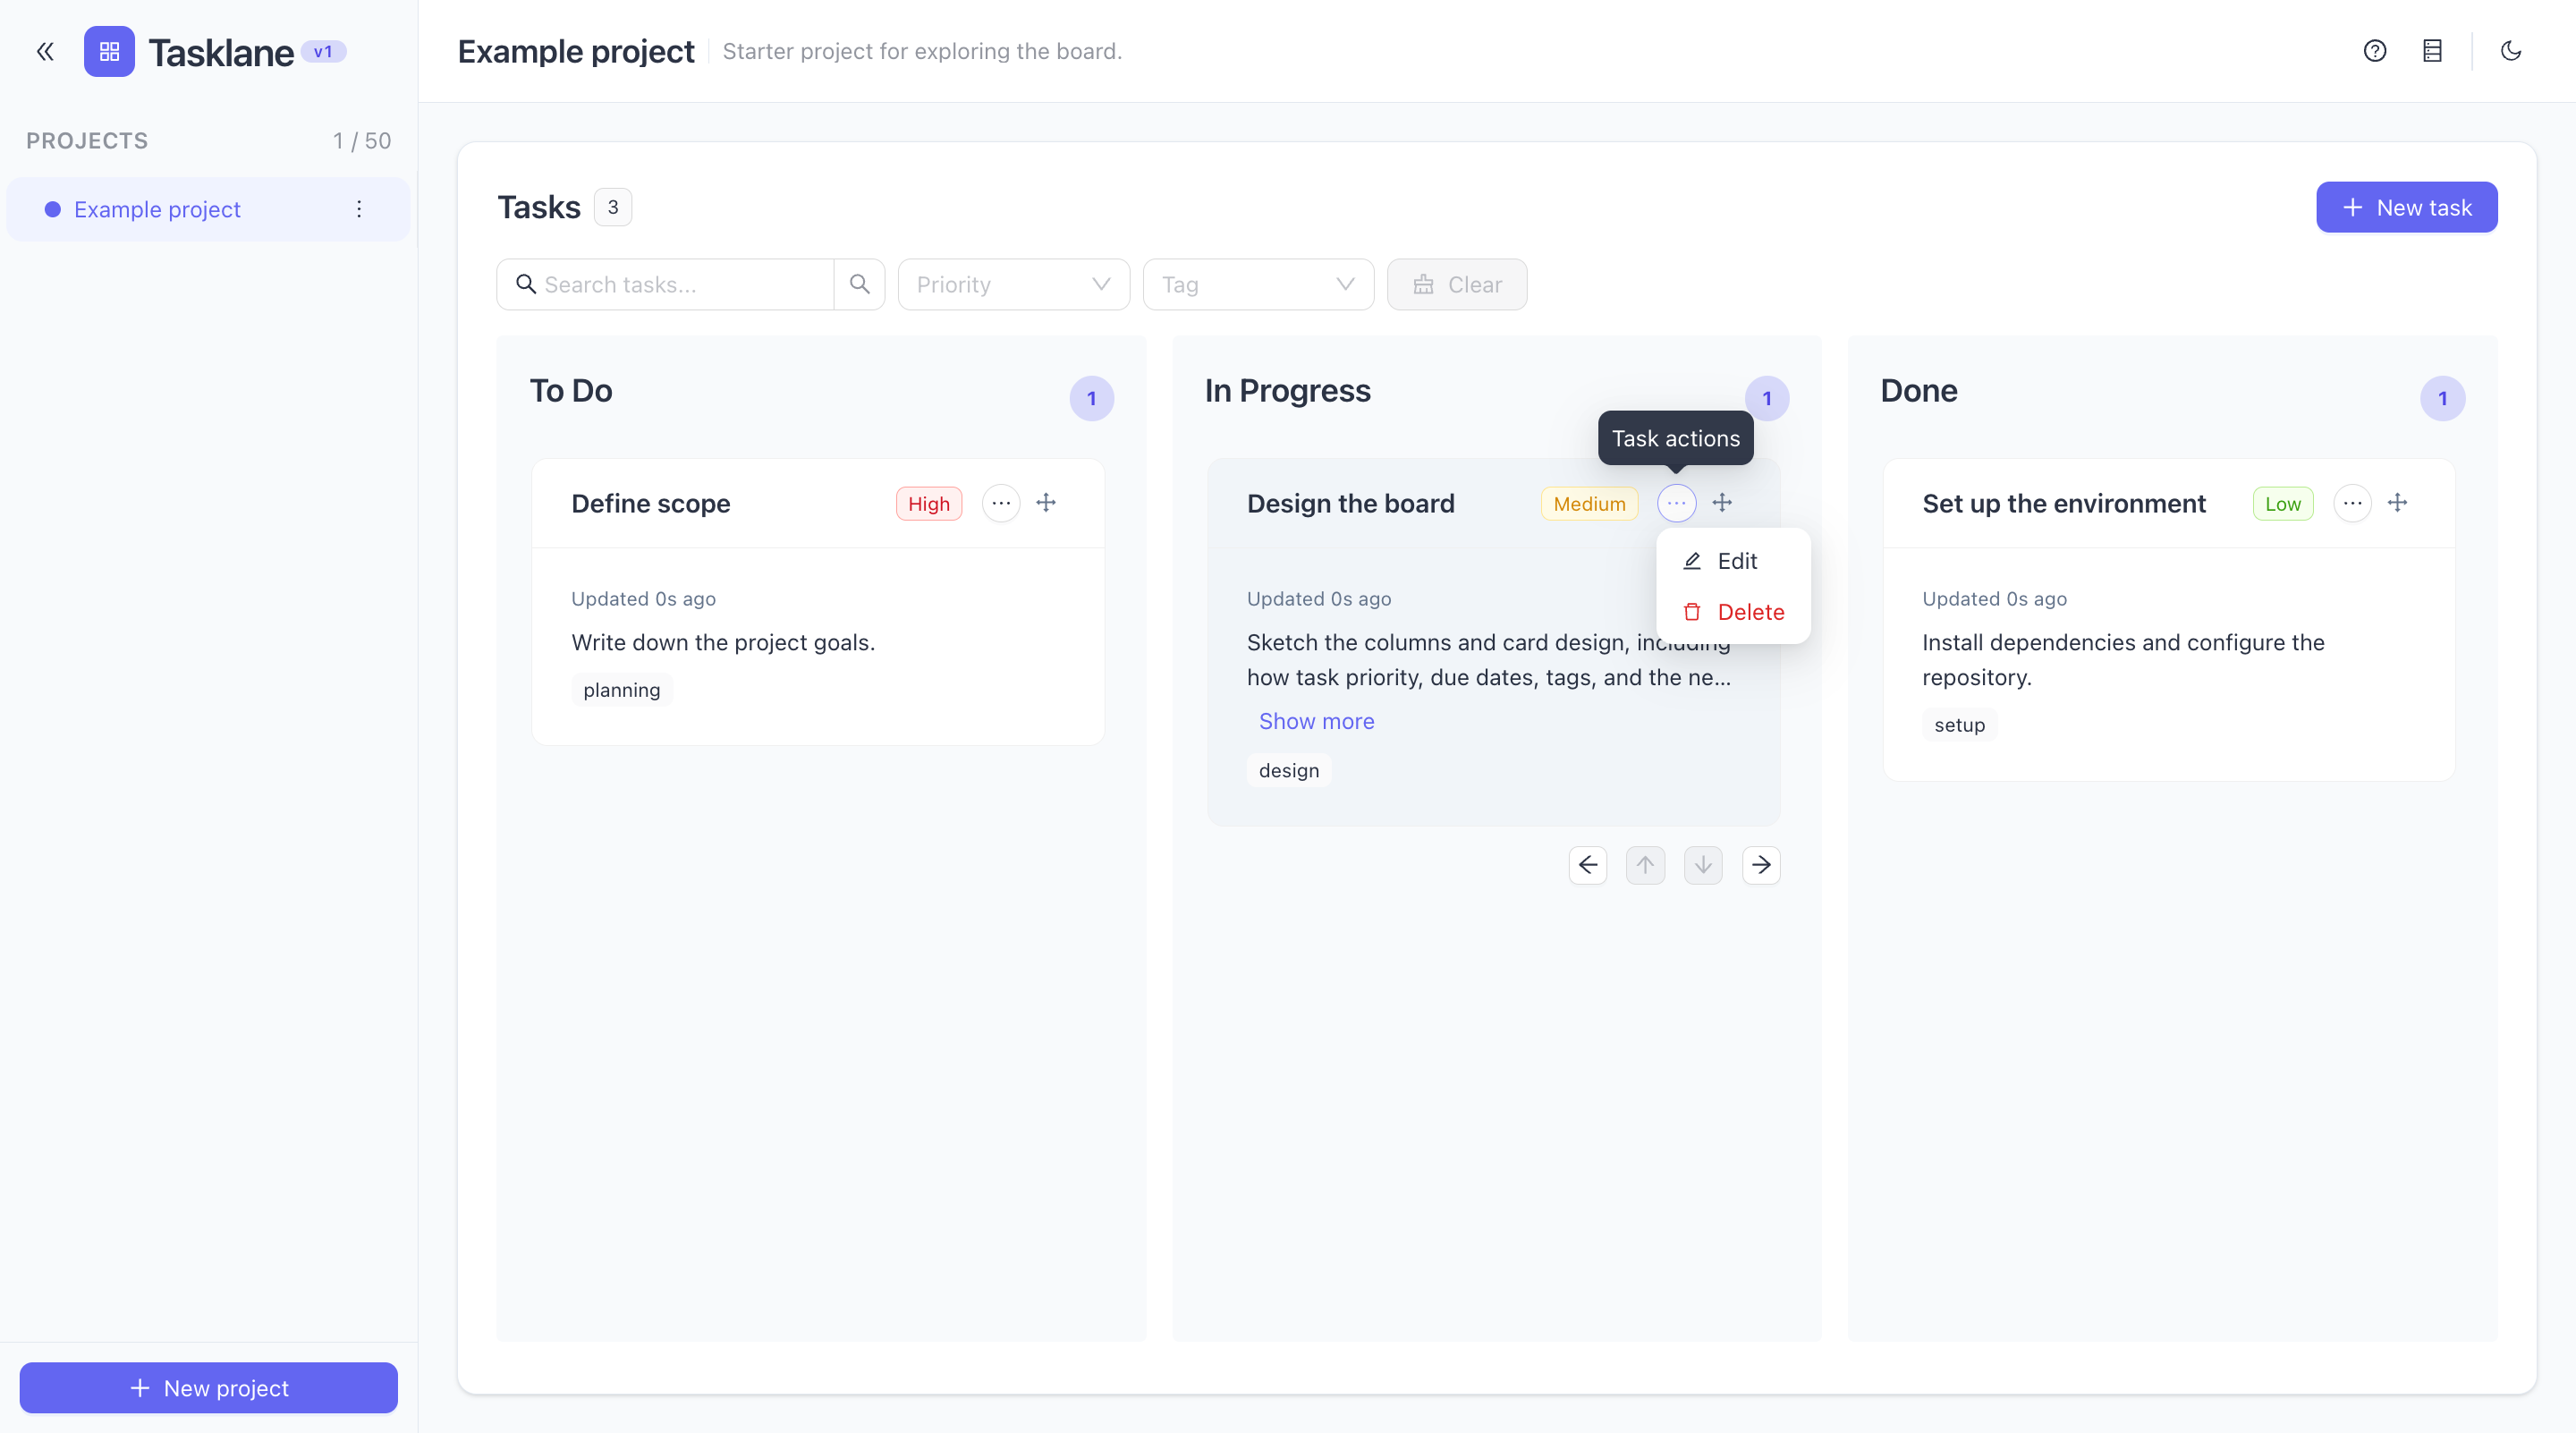 Tasklane v1
PROJECTS 1 / 50
Example project
New project
Example project Starter project for exploring the board.
Tasks 3
New task
Search tasks...
Priority
Tag
Clear
To Do 1
Define scope High
Updated 0s ago
Write down the project goals.
planning
In Progress 1
Task actions
Design the board Medium
Edit
Delete
Updated 0s ago
Sketch the columns and card design, including
how task priority, due dates, tags, and the ne...
Show more
design
Done 1
Set up the environment Low
Updated 0s ago
Install dependencies and configure the
repository.
setup